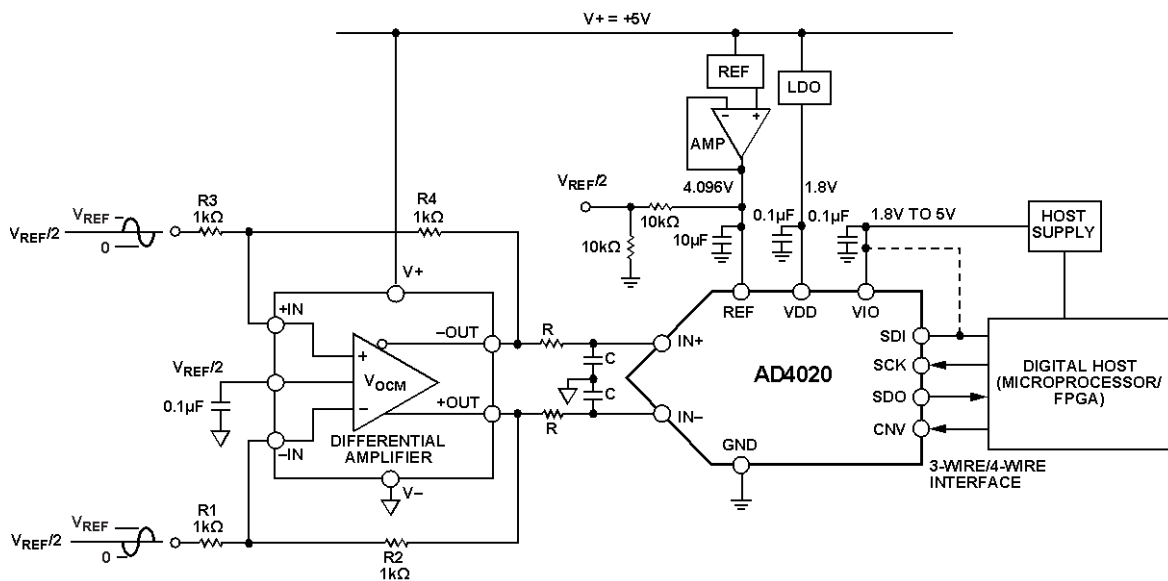 V+ = +5V
REF
LDO
AMP
− +
4.096V
1.8V
VREF/2
10kΩ
10kΩ
10µF
0.1µF
0.1µF
1.8V TO 5V
HOST
SUPPLY
R3
1kΩ
R4
1kΩ
VREF
VREF/2
0
V+
+IN
−OUT
+
VOCM
−
+OUT
−IN
VREF/2
0.1µF
DIFFERENTIAL
AMPLIFIER
V−
R
C
C
R
REF
VDD
VIO
IN+
IN−
AD4020
GND
SDI
SCK
SDO
CNV
DIGITAL HOST
(MICROPROCESSOR/
FPGA)
3-WIRE/4-WIRE
INTERFACE
VREF
VREF/2
0
R1
1kΩ
R2
1kΩ